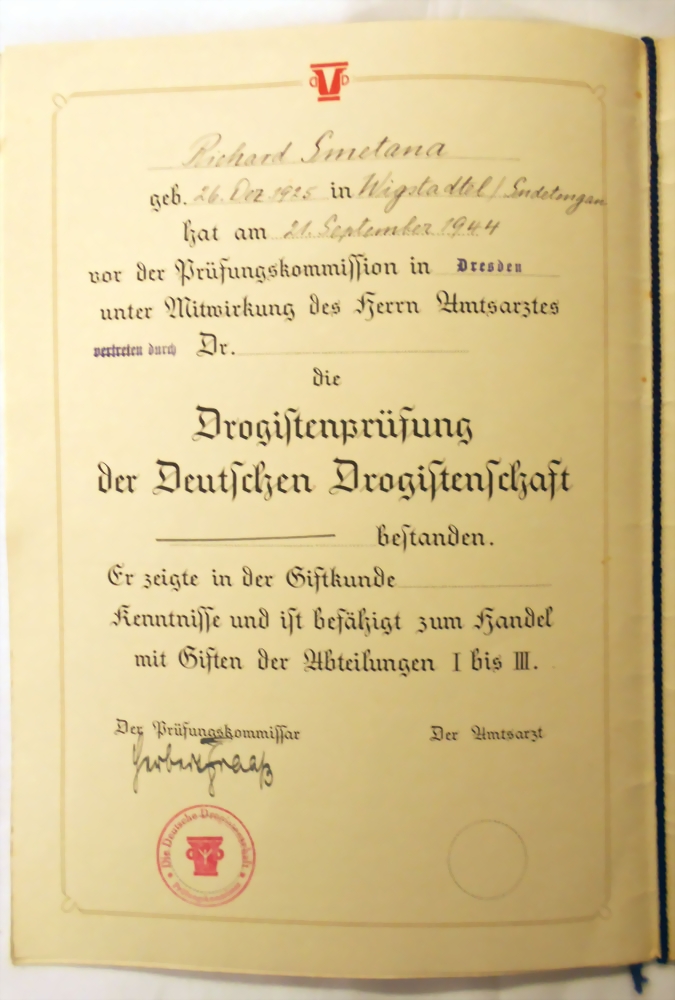 Richard Smetana
geb. 26. Dez. 1925 in Wigstadtel / Sudetengau
hat am 21. September 1944
vor der Prüfungskommission in Dresden
unter Mitwirkung des Herrn Amtsarztes
vertreten durch Dr.
die
Drogistenprüfung
der Deutschen Drogistenschaft
bestanden.
Er zeigte in der Giftkunde
Kenntnisse und ist befähigt zum Handel
mit Giften der Abteilungen I bis III.
Der Prüfungskommissar Der Amtsarzt
Die Deutsche Drogistenschaft
Prüfungskommission